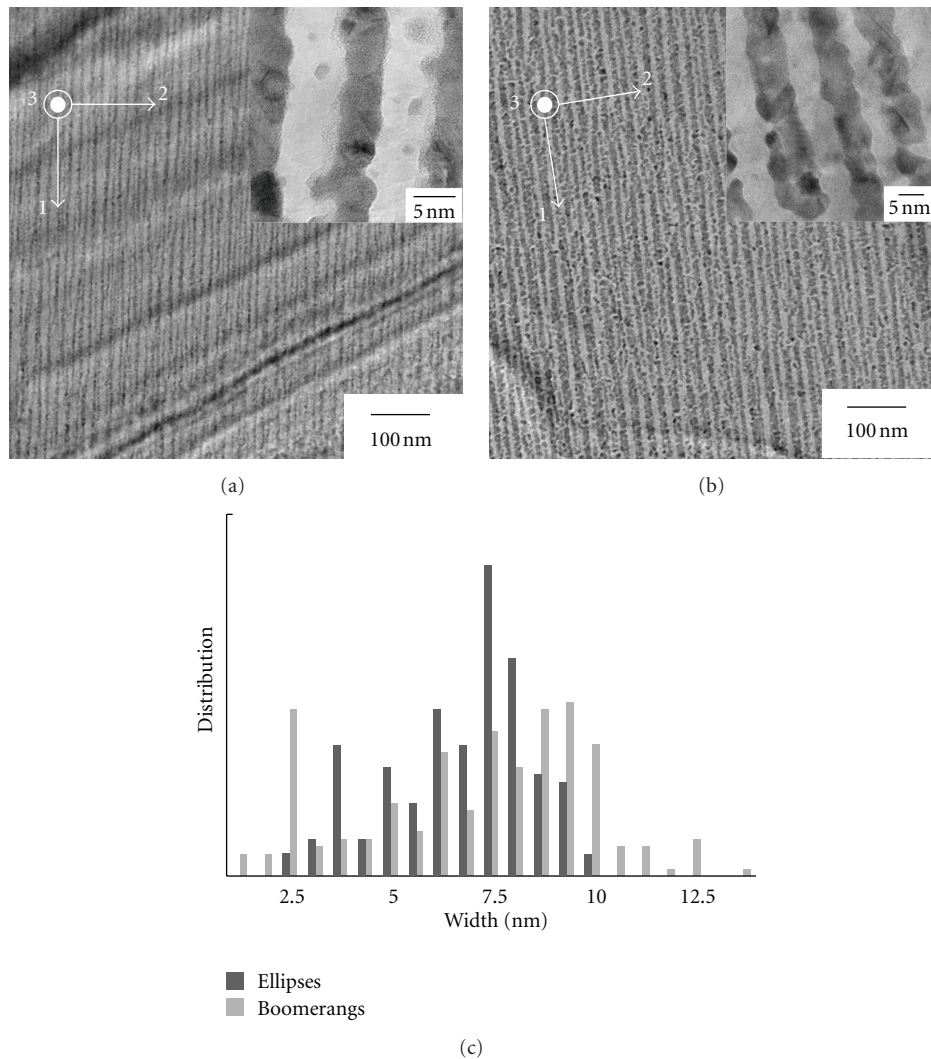 3
2
1
5 nm
100 nm
(a)
3
2
1
5 nm
100 nm
(b)
Distribution
2.5 5 7.5 10 12.5
Width (nm)
Ellipses
Boomerangs
(c)